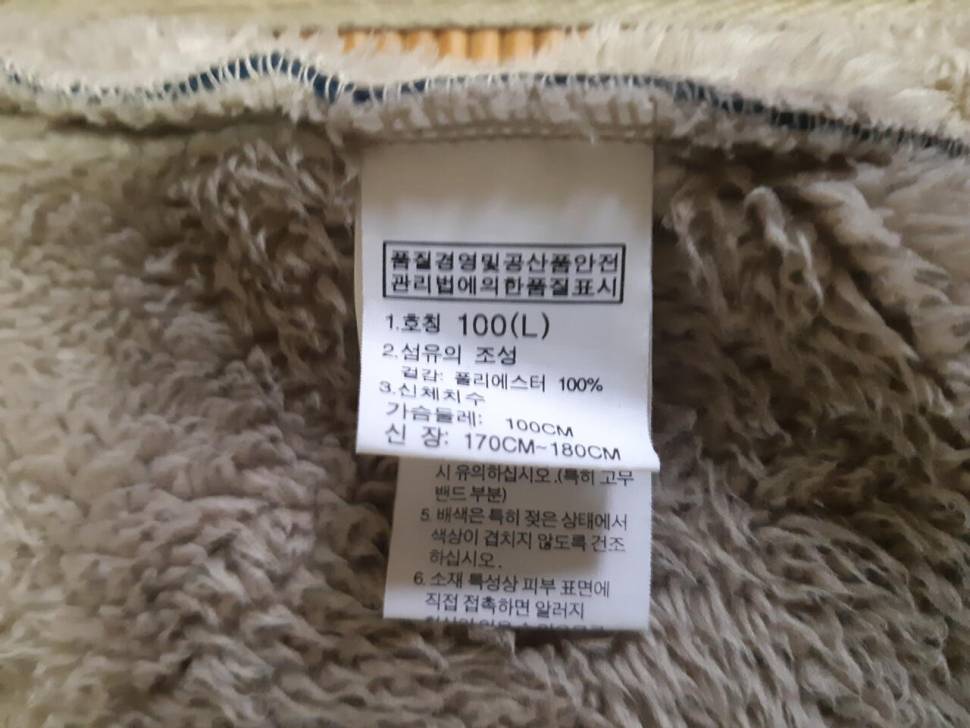 품질경영및공산품안전
관리법에의한품질표시
1.호칭 100(L)
2.섬유의 조성
겉감: 폴리에스터 100%
3.신체치수
가슴둘레: 100CM
신 장: 170CM~180CM
시 유의하십시오.(특히 고무
밴드 부분)
5. 배색은 특히 젖은 상태에서
색상이 겹치지 않도록 건조
하십시오.
6. 소재 특성상 피부 표면에
직접 접촉하면 알러지